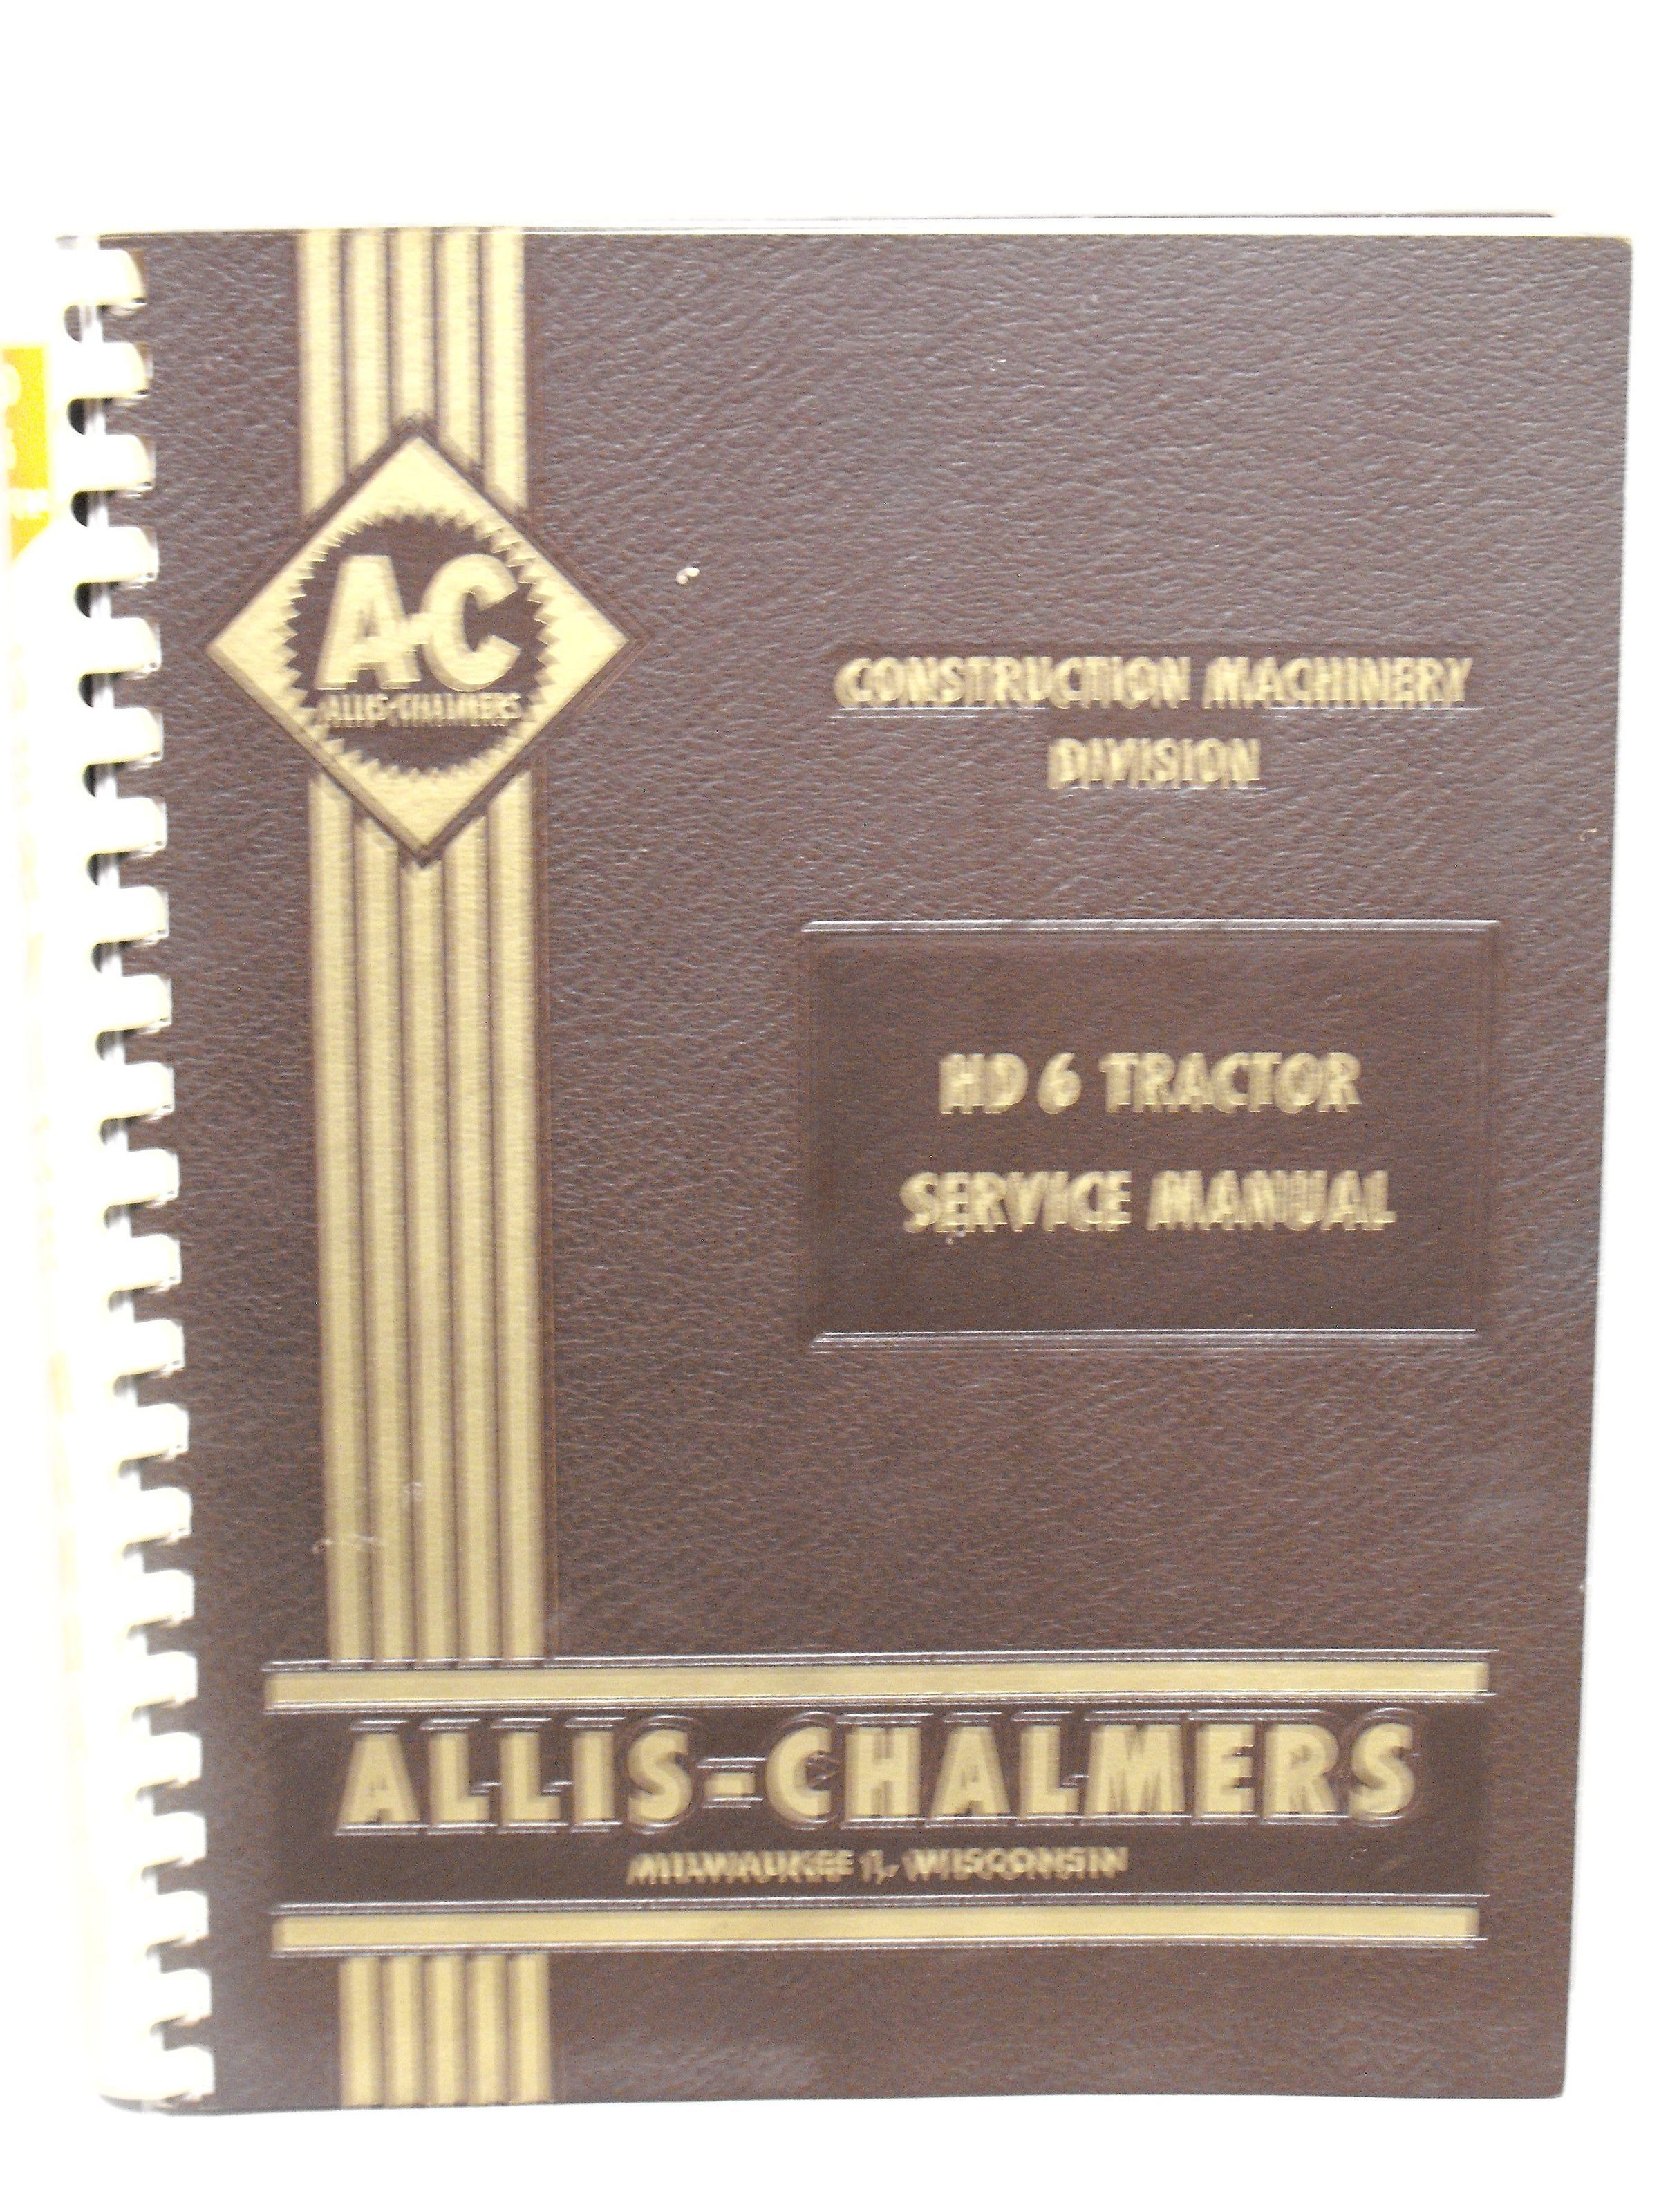 A-C
ALLIS-CHALMERS
CONSTRUCTION MACHINERY
DIVISION
HD 6 TRACTOR
SERVICE MANUAL
ALLIS-CHALMERS
MILWAUKEE 1, WISCONSIN